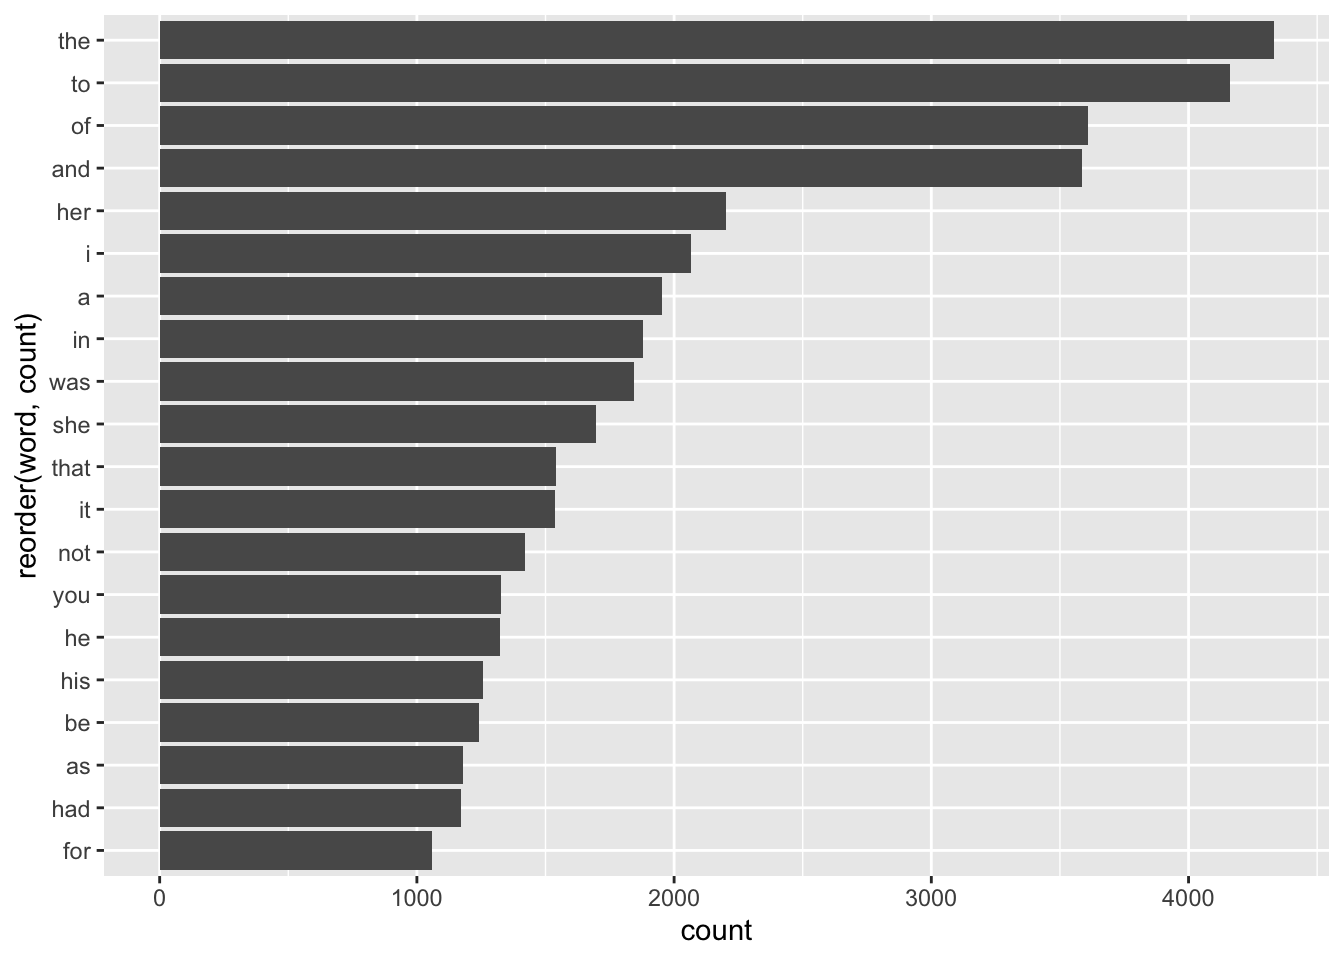 the
to
of
and
her
i
a
in
was
she
that
it
not
you
he
his
be
as
had
for
reorder(word, count)
0 1000 2000 3000 4000
count